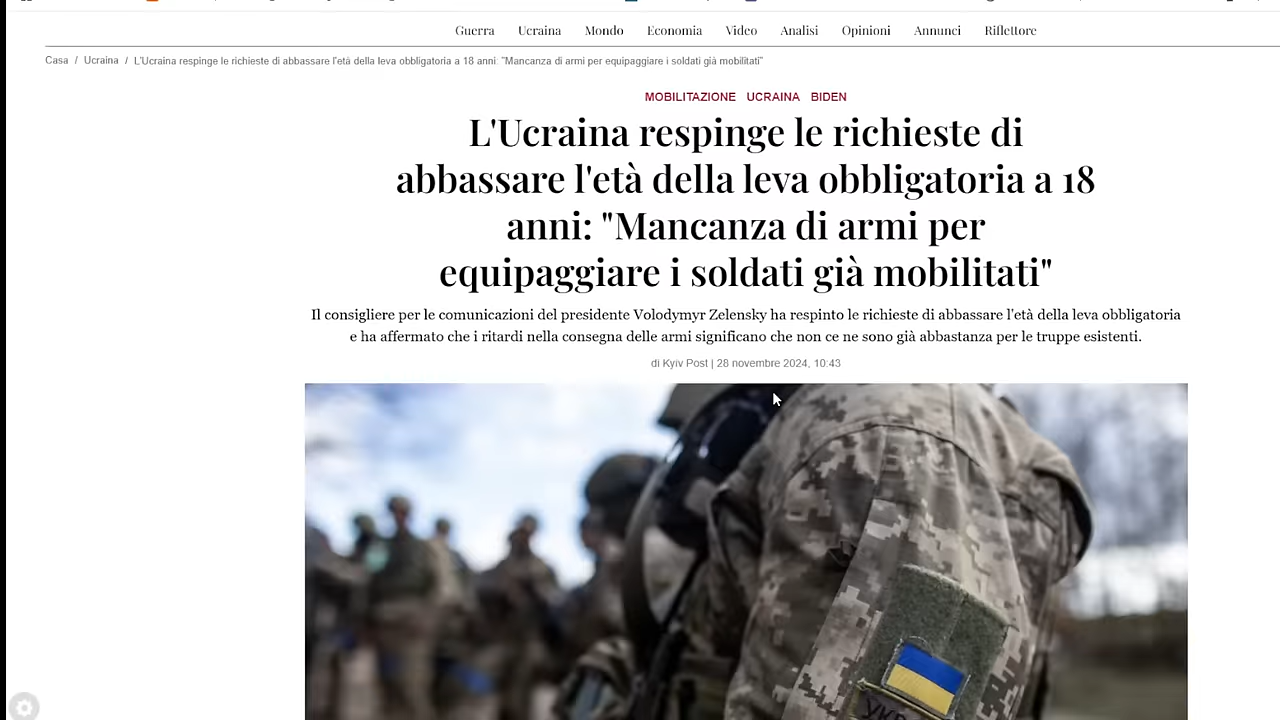 Guerra Ucraina Mondo Economia Video Analisi Opinioni Annunci Riflettore
Casa / Ucraina / L'Ucraina respinge le richieste di abbassare l'età della leva obbligatoria a 18 anni: "Mancanza di armi per equipaggiare i soldati già mobilitati"
MOBILITAZIONE UCRAINA BIDEN
L'Ucraina respinge le richieste di
abbassare l'età della leva obbligatoria a 18
anni: "Mancanza di armi per
equipaggiare i soldati già mobilitati"
Il consigliere per le comunicazioni del presidente Volodymyr Zelensky ha respinto le richieste di abbassare l'età della leva obbligatoria
e ha affermato che i ritardi nella consegna delle armi significano che non ce ne sono già abbastanza per le truppe esistenti.
di Kyiv Post | 28 novembre 2024, 10:43